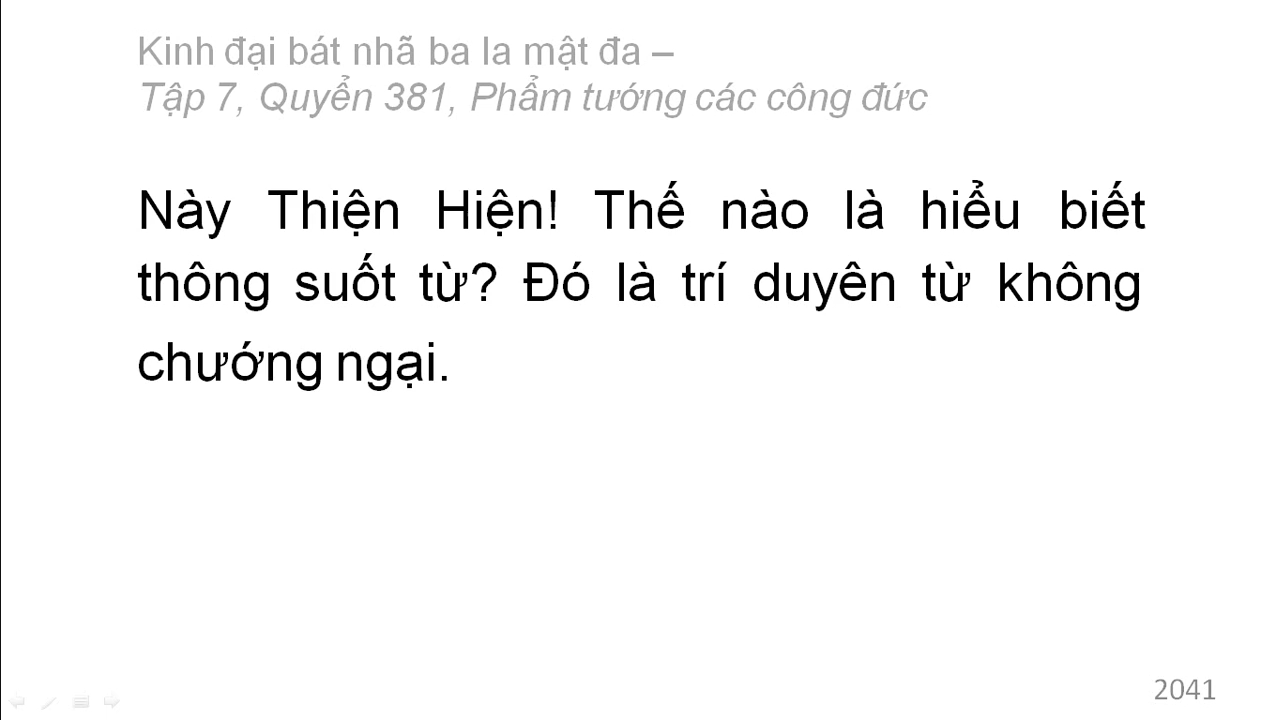 Kinh đại bát nhã ba la mật đa –
Tập 7, Quyển 381, Phẩm tướng các công đức
Này Thiện Hiện! Thế nào là hiểu biết
thông suốt từ? Đó là trí duyên từ không
chướng ngại.
2041